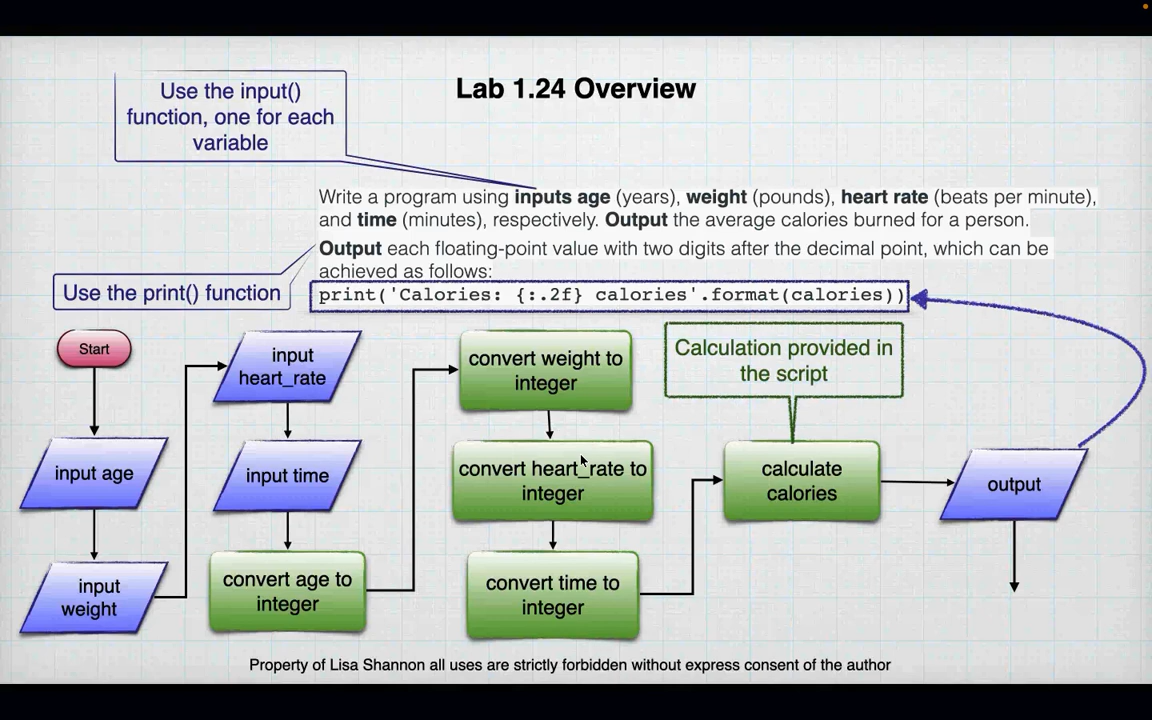 Lab 1.24 Overview
Use the input()
function, one for each
variable
Write a program using inputs age (years), weight (pounds), heart rate (beats per minute),
and time (minutes), respectively. Output the average calories burned for a person.
Output each floating-point value with two digits after the decimal point, which can be
achieved as follows:
Use the print() function
print('Calories: {:.2f} calories'.format(calories))
Start
input age
input
weight
input
heart_rate
input time
convert age to
integer
convert weight to
integer
convert heart_rate to
integer
convert time to
integer
Calculation provided in
the script
calculate
calories
output
Property of Lisa Shannon all uses are strictly forbidden without express consent of the author